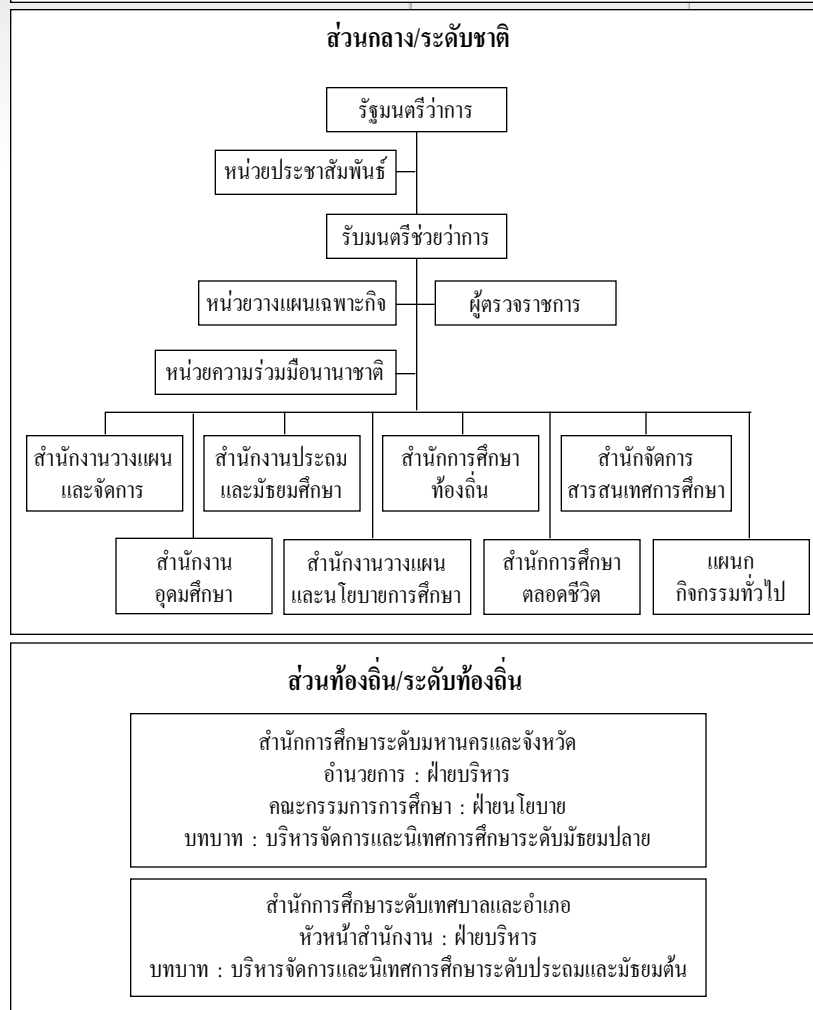 ส่วนกลาง/ระดับชาติ
รัฐมนตรีว่าการ
หน่วยประชาสัมพันธ์
รับมนตรีช่วยว่าการ
หน่วยวางแผนเฉพาะกิจ
ผู้ตรวจราชการ
หน่วยความร่วมมือนานาชาติ
สำนักงานวางแผน
และจัดการ
สำนักงานประถม
และมัธยมศึกษา
สำนักการศึกษา
ท้องถิ่น
สำนักจัดการ
สารสนเทศการศึกษา
สำนักงาน
อุดมศึกษา
สำนักงานวางแผน
และนโยบายการศึกษา
สำนักการศึกษา
ตลอดชีวิต
แผนก
กิจกรรมทั่วไป
ส่วนท้องถิ่น/ระดับท้องถิ่น
สำนักการศึกษาระดับมหานครและจังหวัด
อำนวยการ : ฝ่ายบริหาร
คณะกรรมการการศึกษา : ฝ่ายนโยบาย
บทบาท : บริหารจัดการและนิเทศการศึกษาระดับมัธยมปลาย
สำนักการศึกษาระดับเทศบาลและอำเภอ
หัวหน้าสำนักงาน : ฝ่ายบริหาร
บทบาท : บริหารจัดการและนิเทศการศึกษาระดับประถมและมัธยมต้น